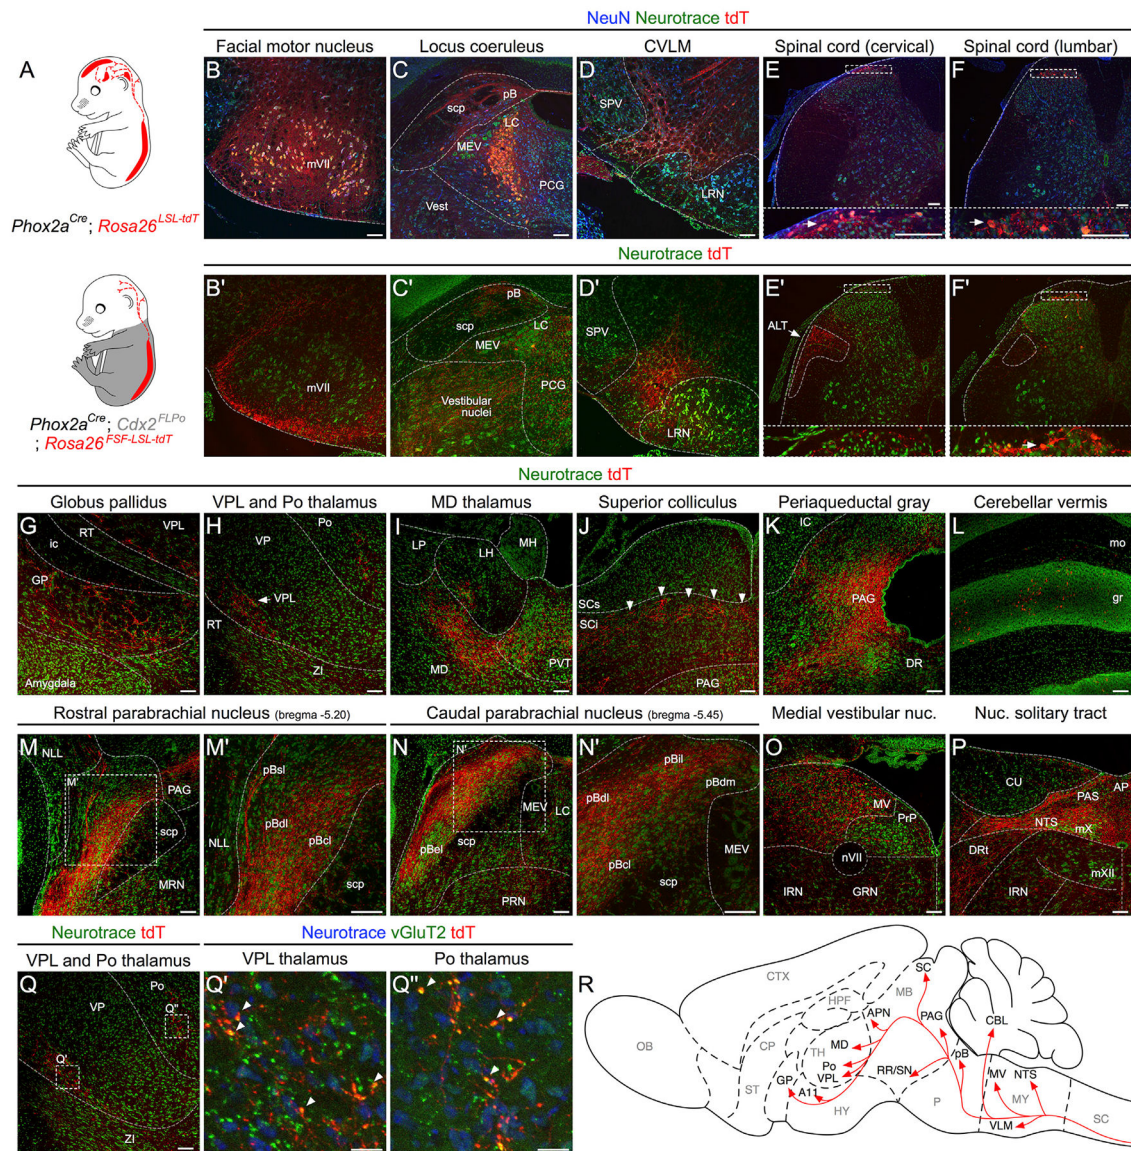 NeuN Neurotrace tdT
A
Phox2a^Cre; Rosa26^LSL-tdT
Facial motor nucleus
Locus coeruleus
CVLM
Spinal cord (cervical)
Spinal cord (lumbar)
B
mVII
C
scp
pB
LC
MEV
PCG
Vest
D
SPV
LRN
E
F
Neurotrace tdT
Phox2a^Cre; Cdx2^FLPo
; Rosa26^FSF-LSL-tdT
B'
mVII
C'
pB
scp
LC
MEV
PCG
Vestibular
nuclei
D'
SPV
LRN
E'
ALT
F'
Neurotrace tdT
Globus pallidus
VPL and Po thalamus
MD thalamus
Superior colliculus
Periaqueductal gray
Cerebellar vermis
G
VPL
RT
ic
GP
Amygdala
H
Po
VP
VPL
RT
ZI
I
LP
LH
MH
MD
PVT
J
SCs
SCi
PAG
K
IC
PAG
DR
L
mo
gr
Rostral parabrachial nucleus (bregma -5.20)
Caudal parabrachial nucleus (bregma -5.45)
Medial vestibular nuc.
Nuc. solitary tract
M
NLL
M'
PAG
scp
MRN
M'
pBsl
pBdl
pBcl
NLL
scp
N
N'
MEV
LC
pBel
scp
PRN
N'
pBil
pBdm
pBdl
MEV
pBcl
scp
O
MV
PrP
nVII
IRN
GRN
P
CU
AP
PAS
NTS
mX
DRt
mXII
IRN
Neurotrace tdT
Neurotrace vGluT2 tdT
VPL and Po thalamus
VPL thalamus
Po thalamus
Q
Po
VP
Q''
Q'
ZI
Q'
Q''
R
CTX
SC
MB
HPF
APN
PAG
CBL
OB
CP
TH
MD
pB
Po
VPL
RR/SN
MV
NTS
GP
A11
ST
HY
P
MY
SC
VLM